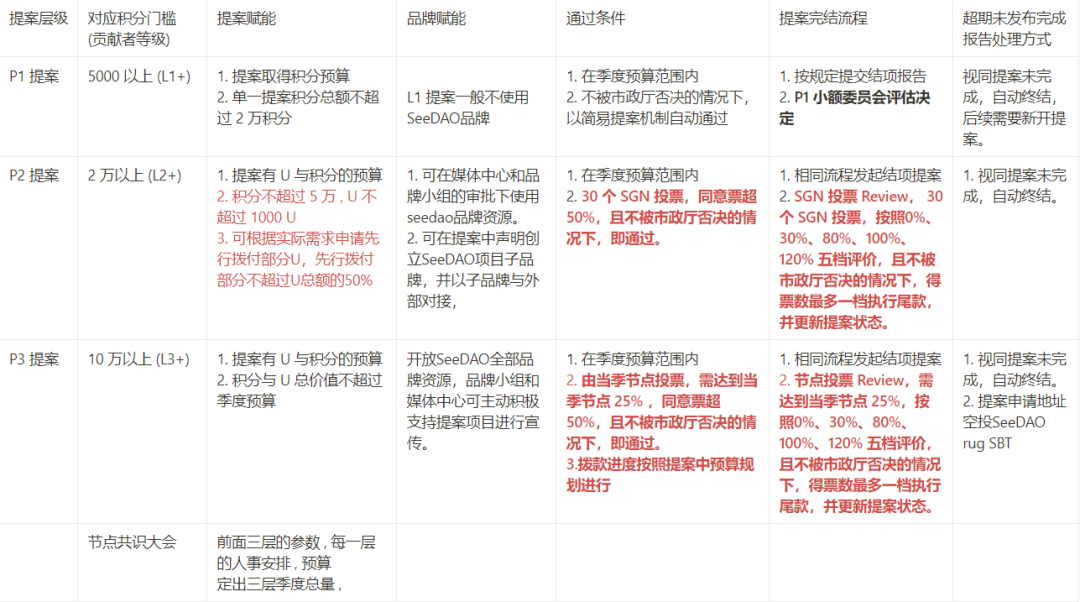 提案层级
对应积分门槛
(贡献者等级)
提案赋能
品牌赋能
通过条件
提案完结流程
超期未发布完成
报告处理方式
P1 提案
5000 以上 (L1+)
1. 提案取得积分预算
2. 单一提案积分总额不超
过 2 万积分
L1 提案一般不使用
SeeDAO品牌
1. 在季度预算范围内
2. 不被市政厅否决的情况下，
以简易提案机制自动通过
1. 按规定提交结项报告
2. P1 小额委员会评估决
定
视同提案未完
成，自动终结，
后续需要新开提
案。
P2 提案
2 万以上 (L2+)
1. 提案有 U 与积分的预算
2. 积分不超过 5 万 , U 不
超过 1000 U
3. 可根据实际需求申请先
行拨付部分U，先行拨付
部分不超过U总额的50%
1. 可在媒体中心和品
牌小组的审批下使用
seedao品牌资源。
2. 可在提案中声明创
立SeeDAO项目子品
牌，并以子品牌与外
部对接，
1. 在季度预算范围内
2. 30 个 SGN 投票，同意票超
50%，且不被市政厅否决的情
况下，即通过。
1. 相同流程发起结项提案
2. SGN 投票 Review， 30
个 SGN 投票，按照0%、
30%、80%、100%、
120% 五档评价，且不被
市政厅否决的情况下，得
票数最多一档执行尾款，
并更新提案状态。
1. 视同提案未完
成，自动终结。
P3 提案
10 万以上 (L3+)
1. 提案有 U 与积分的预算
2. 积分与 U 总价值不超过
季度预算
开放SeeDAO全部品
牌资源，品牌小组和
媒体中心可主动积极
支持提案项目进行宣
传。
1. 在季度预算范围内
2. 由当季节点投票，需达到当
季节点 25% ，同意票超
50%，且不被市政厅否决的情
况下，即通过。
3.拨款进度按照提案中预算规
划进行
1. 相同流程发起结项提案
2. 节点投票 Review，需
达到当季节点 25%，按
照0%、30%、80%、
100%、120% 五档评价，
且不被市政厅否决的情况
下，得票数最多一档执行
尾款，并更新提案状态。
1. 视同提案未完
成，自动终结。
2. 提案申请地址
空投SeeDAO
rug SBT
节点共识大会
前面三层的参数 , 每一层
的人事安排 , 预算
定出三层季度总量 ,